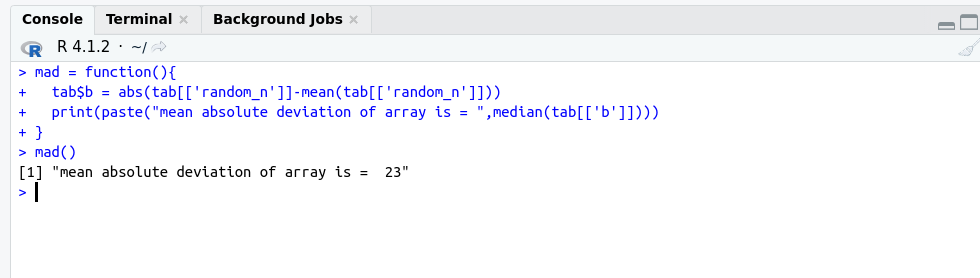 Console Terminal × Background Jobs ×
R R 4.1.2 · ~/
> mad = function(){
+   tab$b = abs(tab[['random_n']]-mean(tab[['random_n']]))
+   print(paste("mean absolute deviation of array is = ",median(tab[['b']])))
+ }
> mad()
[1] "mean absolute deviation of array is =  23"
>